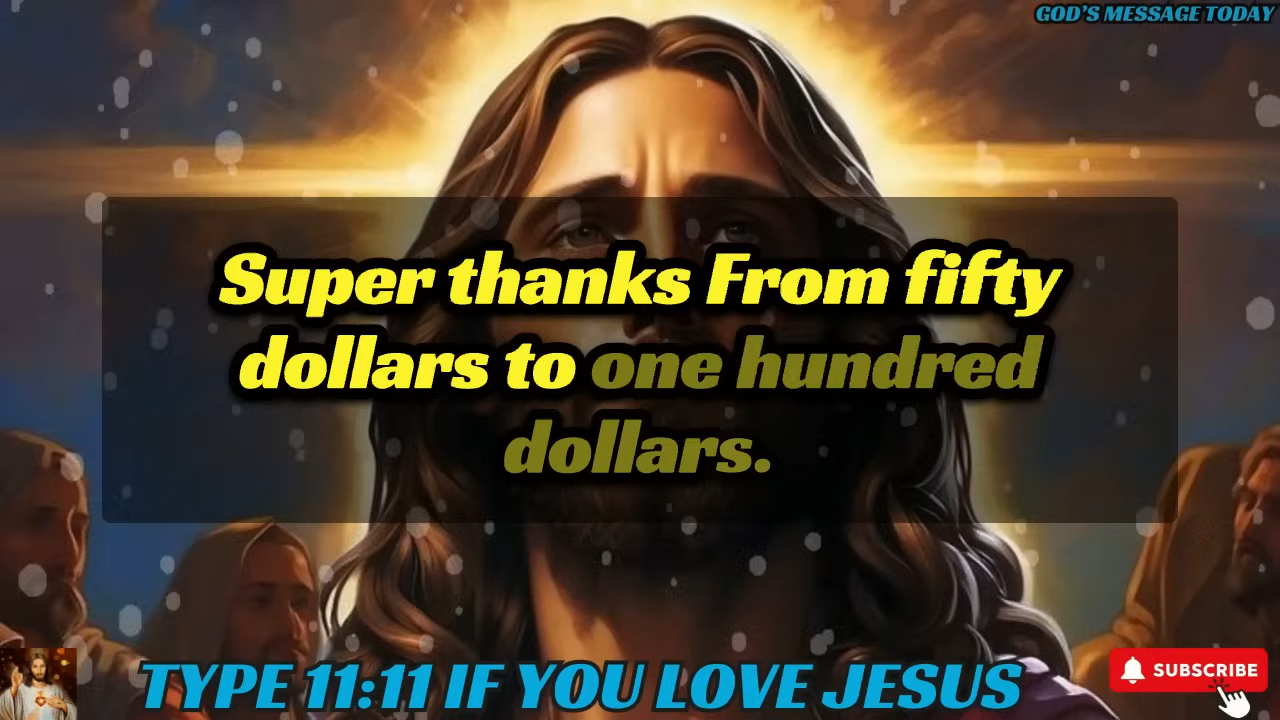 GOD'S MESSAGE TODAY
Super thanks From fifty
dollars to one hundred
dollars.
TYPE 11:11 IF YOU LOVE JESUS
SUBSCRIBE